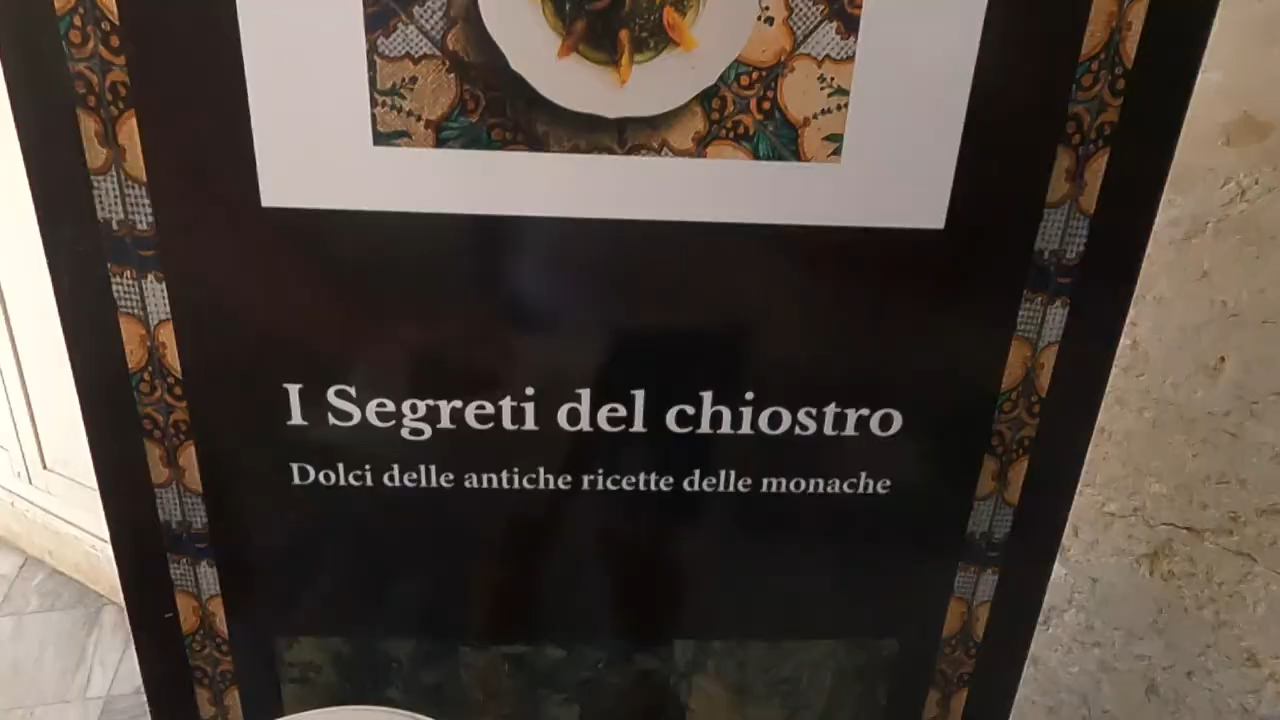 I Segreti del chiostro
Dolci delle antiche ricette delle monache